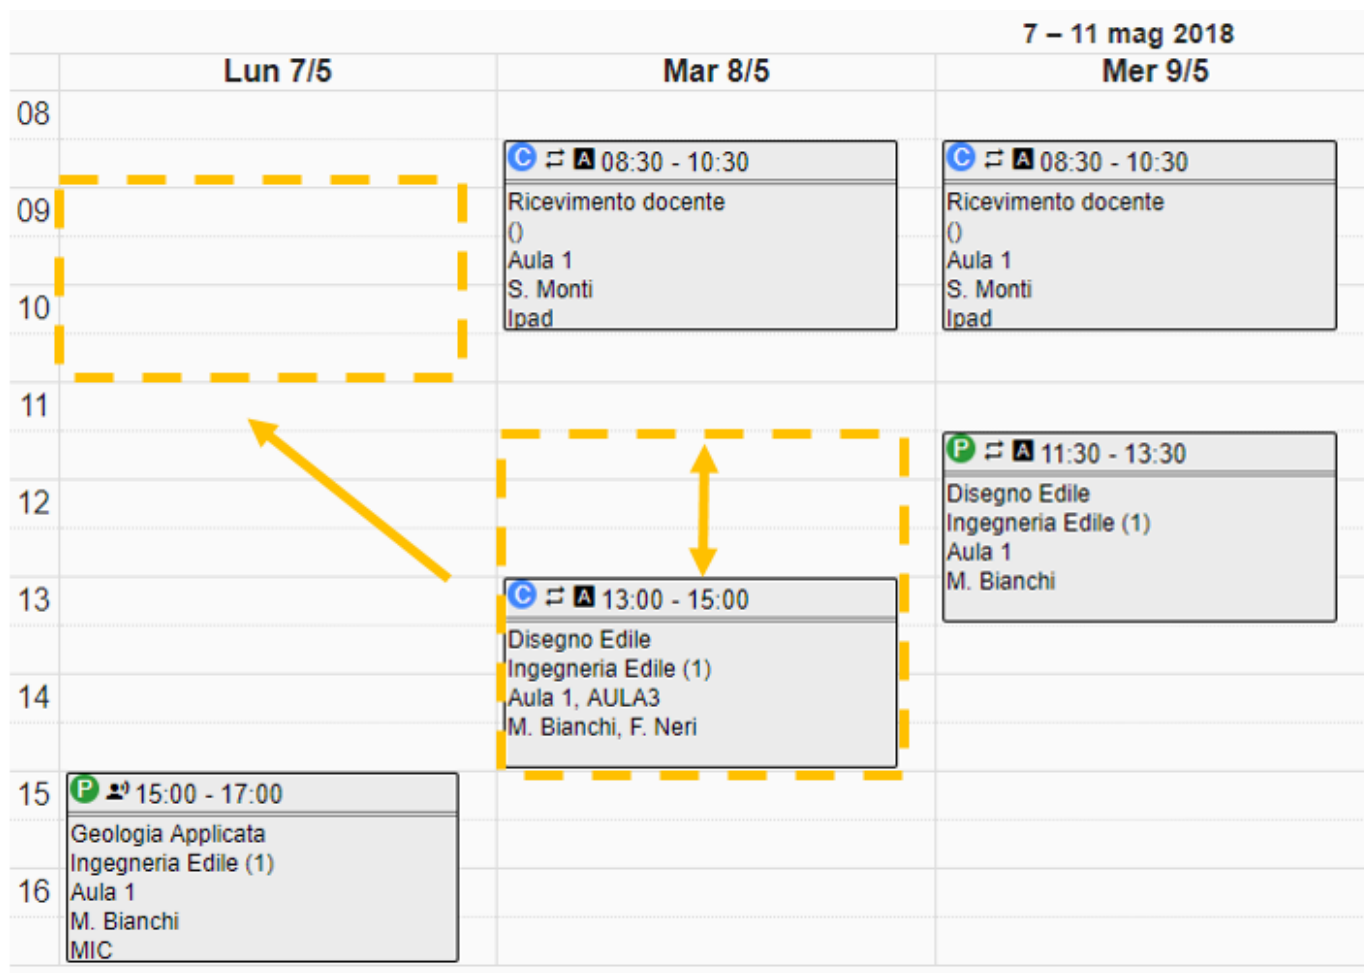 7 – 11 mag 2018
Lun 7/5
Mar 8/5
Mer 9/5
08
09
10
11
12
13
14
15
16
P 15:00 - 17:00
Geologia Applicata
Ingegneria Edile (1)
Aula 1
M. Bianchi
MIC
C A 08:30 - 10:30
Ricevimento docente
()
Aula 1
S. Monti
Ipad
C A 13:00 - 15:00
Disegno Edile
Ingegneria Edile (1)
Aula 1, AULA3
M. Bianchi, F. Neri
C A 08:30 - 10:30
Ricevimento docente
()
Aula 1
S. Monti
Ipad
P A 11:30 - 13:30
Disegno Edile
Ingegneria Edile (1)
Aula 1
M. Bianchi